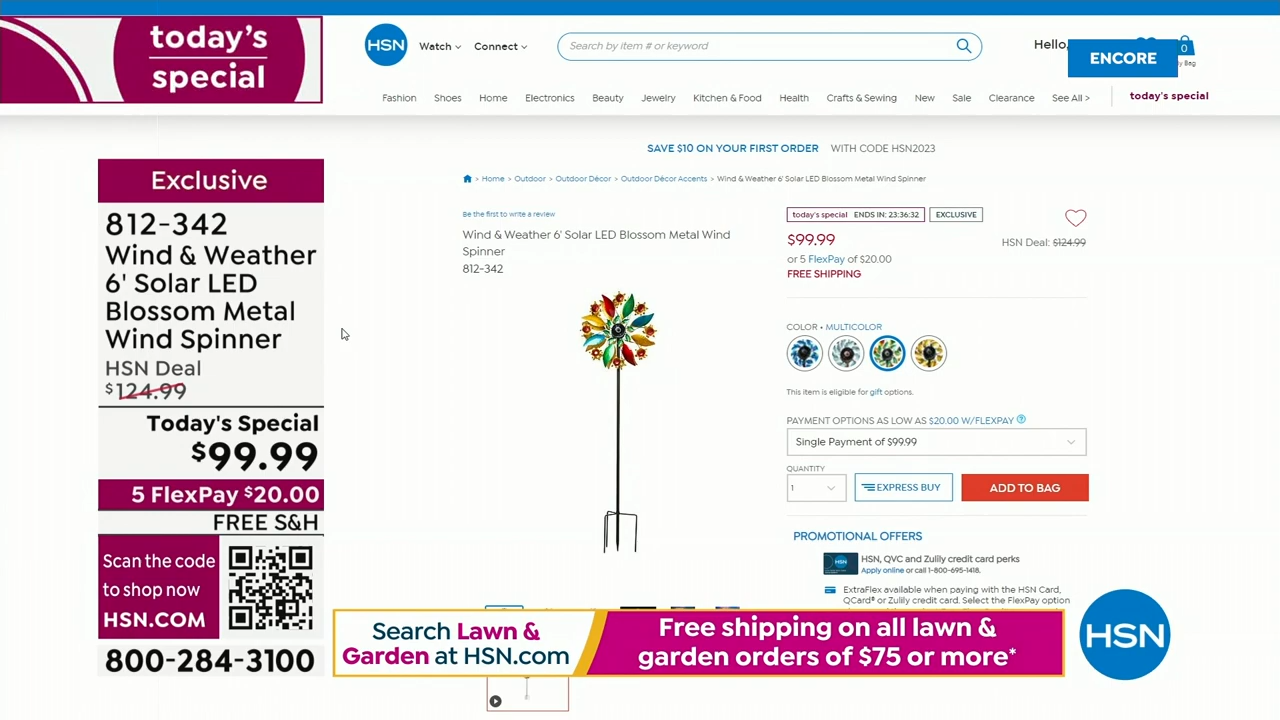 today's
special
HSN
Watch
Connect
Search by item # or keyword
Hello,
0
ENCORE
Fashion
Shoes
Home
Electronics
Beauty
Jewelry
Kitchen & Food
Health
Crafts & Sewing
New
Sale
Clearance
See All >
today's special
SAVE $10 ON YOUR FIRST ORDER WITH CODE HSN2023
> Home > Outdoor > Outdoor Décor > Outdoor Décor Accents > Wind & Weather 6' Solar LED Blossom Metal Wind Spinner
Exclusive
812-342
Wind & Weather
6' Solar LED
Blossom Metal
Wind Spinner
HSN Deal
$124.99
Today's Special
$99.99
5 FlexPay $20.00
FREE S&H
Scan the code
to shop now
HSN.COM
800-284-3100
Be the first to write a review
Wind & Weather 6' Solar LED Blossom Metal Wind
Spinner
812-342
today's special ENDS IN: 23:36:32
EXCLUSIVE
$99.99
HSN Deal: $124.99
or 5 FlexPay of $20.00
FREE SHIPPING
COLOR • MULTICOLOR
This item is eligible for gift options.
PAYMENT OPTIONS AS LOW AS $20.00 W/FLEXPAY ?
Single Payment of $99.99
QUANTITY
1
EXPRESS BUY
ADD TO BAG
PROMOTIONAL OFFERS
HSN, QVC and Zulily credit card perks
Apply online or call 1-800-695-1418.
ExtraFlex available when paying with the HSN Card,
QCard® or Zulily credit card. Select the FlexPay option
Search Lawn &
Garden at HSN.com
Free shipping on all lawn &
garden orders of $75 or more*
HSN